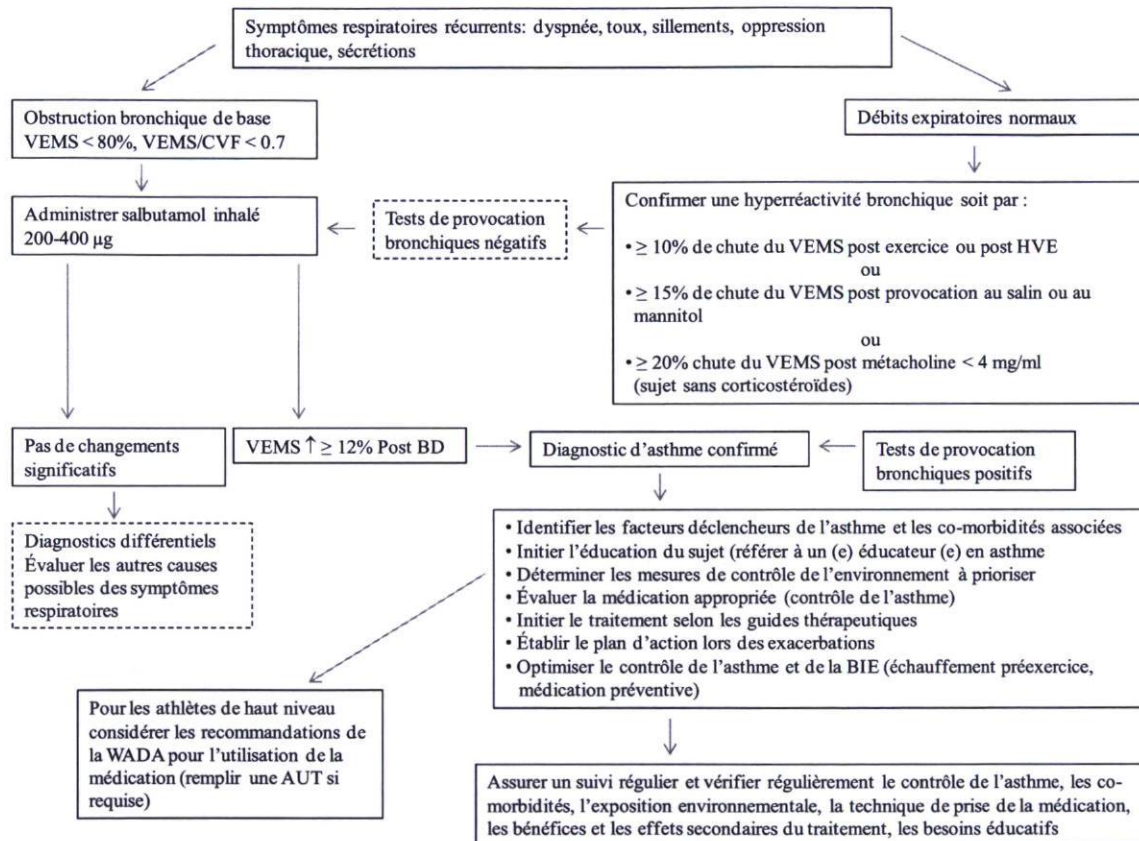 Symptômes respiratoires récurrents: dyspnée, toux, sillements, oppression
thoracique, sécrétions
Obstruction bronchique de base
VEMS < 80%, VEMS/CVF < 0.7
Débits expiratoires normaux
Administrer salbutamol inhalé
200-400 µg
Tests de provocation
bronchiques négatifs
Confirmer une hyperréactivité bronchique soit par :
• ≥ 10% de chute du VEMS post exercice ou post HVE
ou
• ≥ 15% de chute du VEMS post provocation au salin ou au
mannitol
ou
• ≥ 20% chute du VEMS post métacholine < 4 mg/ml
(sujet sans corticostéroïdes)
Pas de changements
significatifs
VEMS ↑ ≥ 12% Post BD
Diagnostic d'asthme confirmé
Tests de provocation
bronchiques positifs
Diagnostics différentiels
Évaluer les autres causes
possibles des symptômes
respiratoires
• Identifier les facteurs déclencheurs de l'asthme et les co-morbidités associées
• Initier l'éducation du sujet (référer à un (e) éducateur (e) en asthme
• Déterminer les mesures de contrôle de l'environnement à prioriser
• Évaluer la médication appropriée (contrôle de l'asthme)
• Initier le traitement selon les guides thérapeutiques
• Établir le plan d'action lors des exacerbations
• Optimiser le contrôle de l'asthme et de la BIE (échauffement préexercice,
médication préventive)
Pour les athlètes de haut niveau
considérer les recommandations de
la WADA pour l'utilisation de la
médication (remplir une AUT si
requise)
Assurer un suivi régulier et vérifier régulièrement le contrôle de l'asthme, les co-
morbidités, l'exposition environnementale, la technique de prise de la médication,
les bénéfices et les effets secondaires du traitement, les besoins éducatifs